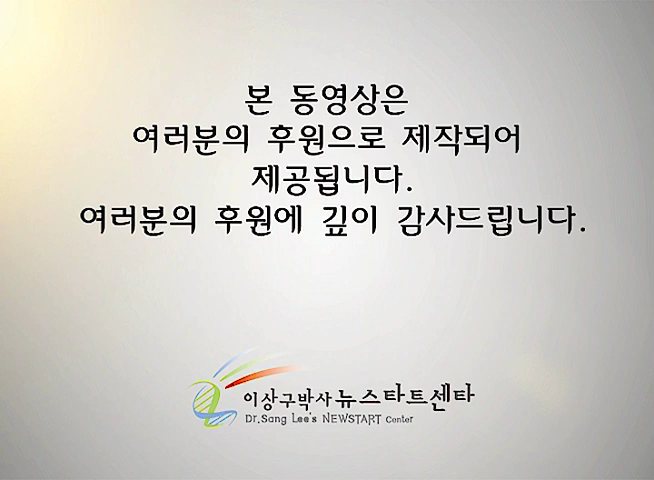 본 동영상은
여러분의 후원으로 제작되어
제공됩니다.
여러분의 후원에 깊이 감사드립니다.
이상구박사 뉴스타트센타
Dr.Sang Lee's NEWSTART Center